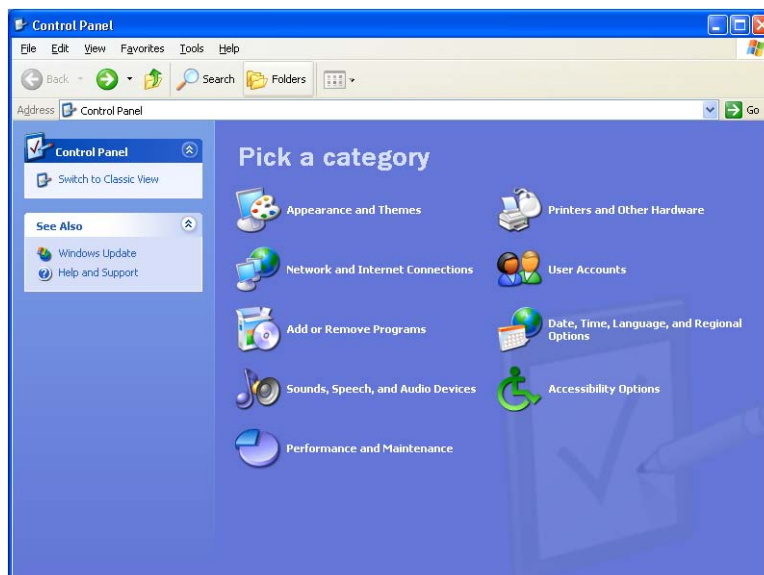 Control Panel
File Edit View Favorites Tools Help
Back Search Folders
Address Control Panel Go
Control Panel
Switch to Classic View
See Also
Windows Update
Help and Support
Pick a category
Appearance and Themes
Printers and Other Hardware
Network and Internet Connections
User Accounts
Add or Remove Programs
Date, Time, Language, and Regional
Options
Sounds, Speech, and Audio Devices
Accessibility Options
Performance and Maintenance